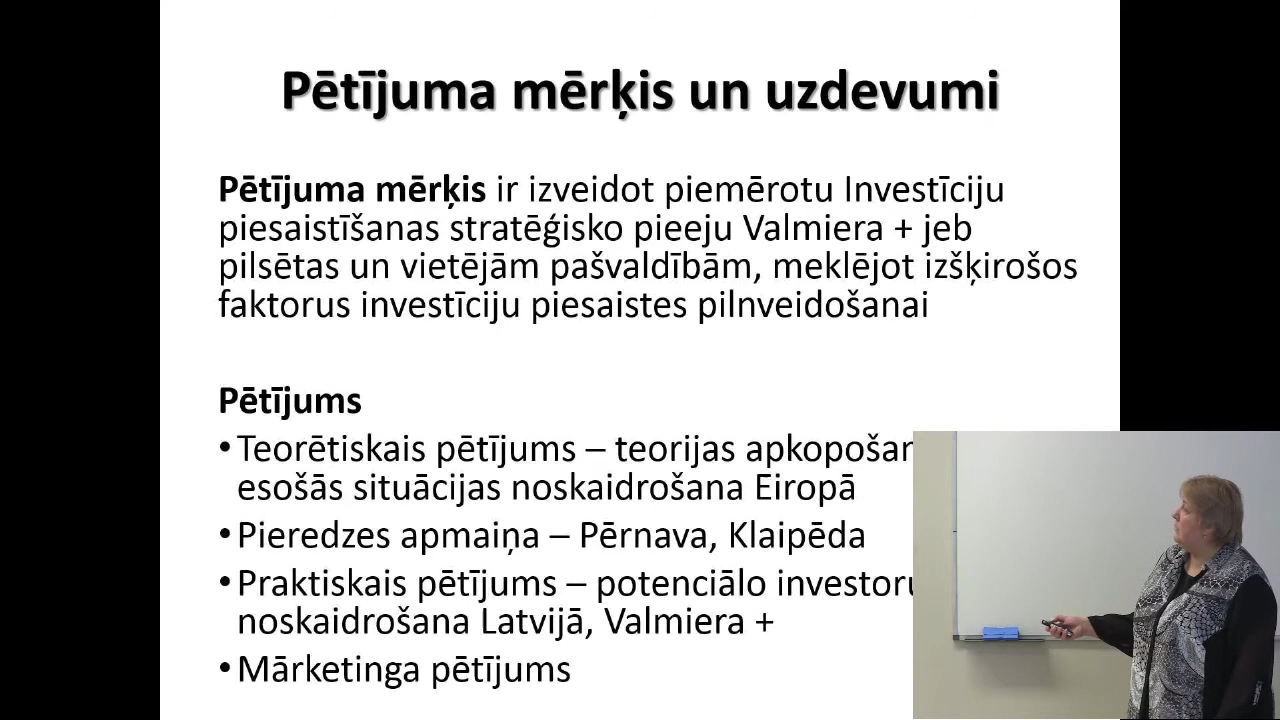 Pētījuma mērķis un uzdevumi
Pētījuma mērķis ir izveidot piemērotu Investīciju
piesaistīšanas stratēģisko pieeju Valmiera + jeb
pilsētas un vietējām pašvaldībām, meklējot izšķirošos
faktorus investīciju piesaistes pilnveidošanai
Pētījums
• Teorētiskais pētījums – teorijas
esošās situācijas noskaidrošana Eiropā
• Pieredzes apmaiņa – Pērnava, Klaipēda
• Praktiskais pētījums – potenciālo
noskaidrošana Latvijā, Valmiera +
• Mārketinga pētījums